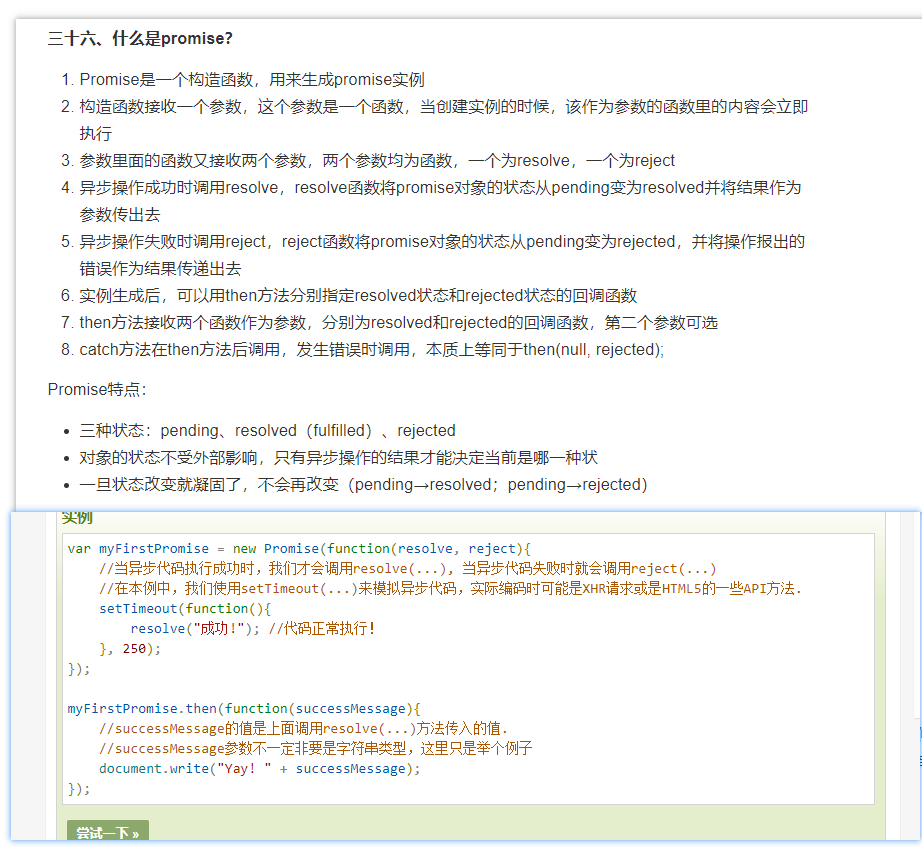 三十六、什么是promise?
1. Promise是一个构造函数，用来生成promise实例
2. 构造函数接收一个参数，这个参数是一个函数，当创建实例的时候，该作为参数的函数里的内容会立即
执行
3. 参数里面的函数又接收两个参数，两个参数均为函数，一个为resolve，一个为reject
4. 异步操作成功时调用resolve，resolve函数将promise对象的状态从pending变为resolved并将结果作为
参数传出去
5. 异步操作失败时调用reject，reject函数将promise对象的状态从pending变为rejected，并将操作报出的
错误作为结果传递出去
6. 实例生成后，可以用then方法分别指定resolved状态和rejected状态的回调函数
7. then方法接收两个函数作为参数，分别为resolved和rejected的回调函数，第二个参数可选
8. catch方法在then方法后调用，发生错误时调用，本质上等同于then(null, rejected);
Promise特点：
• 三种状态：pending、resolved（fulfilled）、rejected
• 对象的状态不受外部影响，只有异步操作的结果才能决定当前是哪一种状
• 一旦状态改变就凝固了，不会再改变（pending→resolved；pending→rejected）
实例
var myFirstPromise = new Promise(function(resolve, reject){
//当异步代码执行成功时，我们才会调用resolve(...), 当异步代码失败时就会调用reject(...)
//在本例中，我们使用setTimeout(...)来模拟异步代码，实际编码时可能是XHR请求或是HTML5的一些API方法.
setTimeout(function(){
resolve("成功!"); //代码正常执行！
}, 250);
});
myFirstPromise.then(function(successMessage){
//successMessage的值是上面调用resolve(...)方法传入的值.
//successMessage参数不一定非要是字符串类型，这里只是举个例子
document.write("Yay! " + successMessage);
});
尝试一下 »